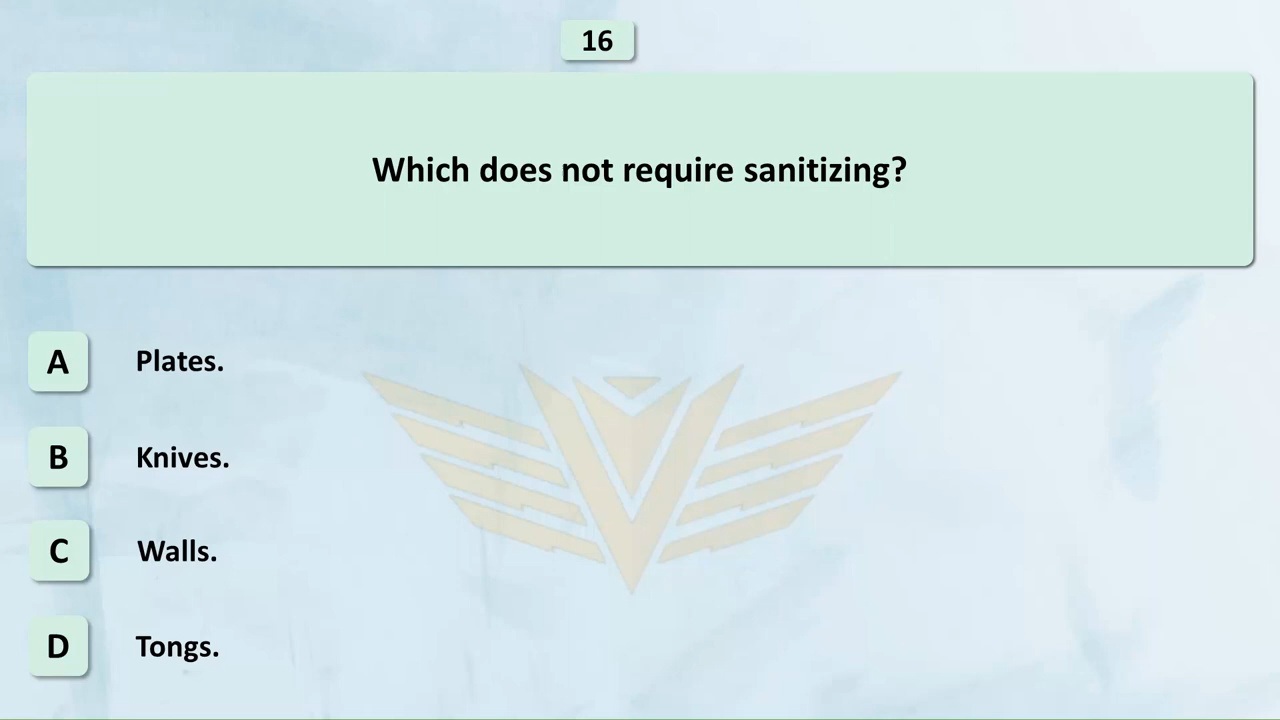 16
Which does not require sanitizing?
A Plates.
B Knives.
C Walls.
D Tongs.